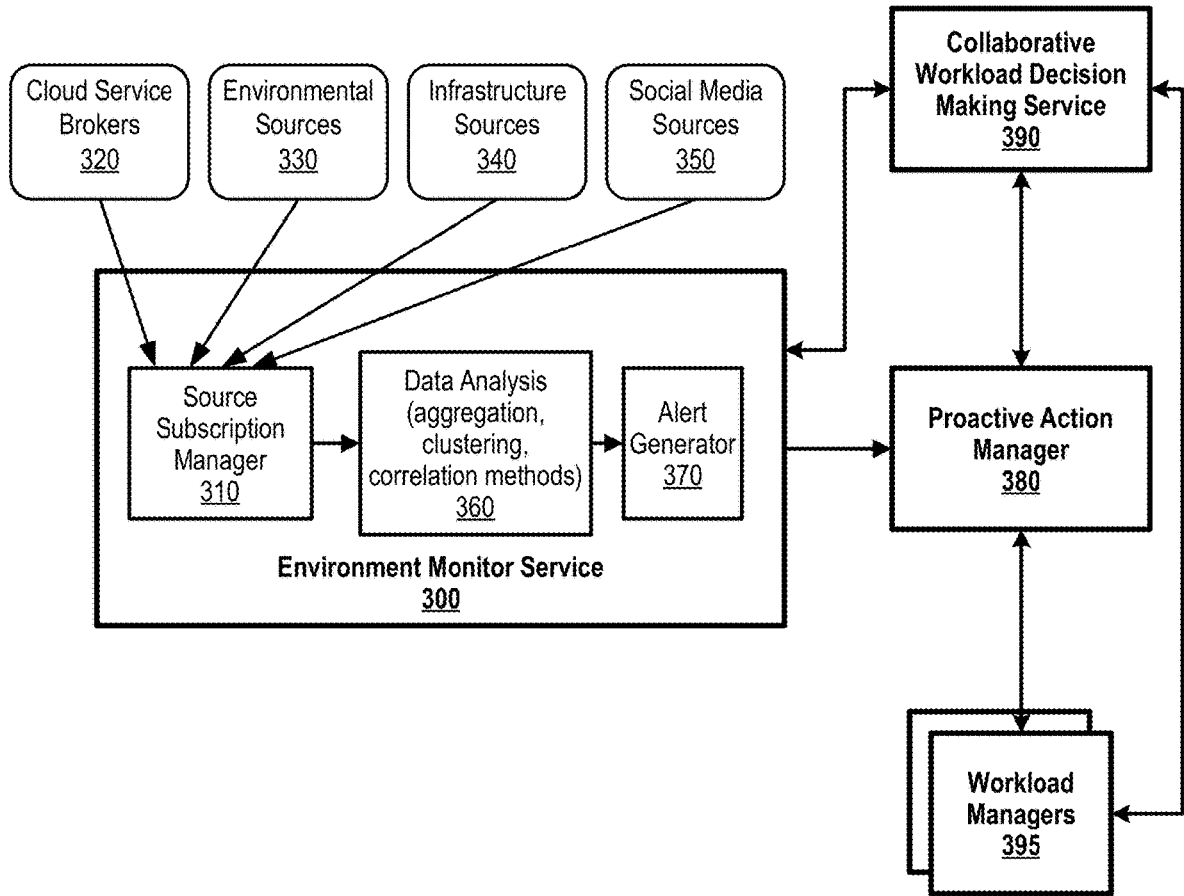 Collaborative
Workload Decision
Making Service
390
Cloud Service
Brokers
320
Environmental
Sources
330
Infrastructure
Sources
340
Social Media
Sources
350
Source
Subscription
Manager
310
Data Analysis
(aggregation,
clustering,
correlation methods)
360
Alert
Generator
370
Environment Monitor Service
300
Proactive Action
Manager
380
Workload
Managers
395